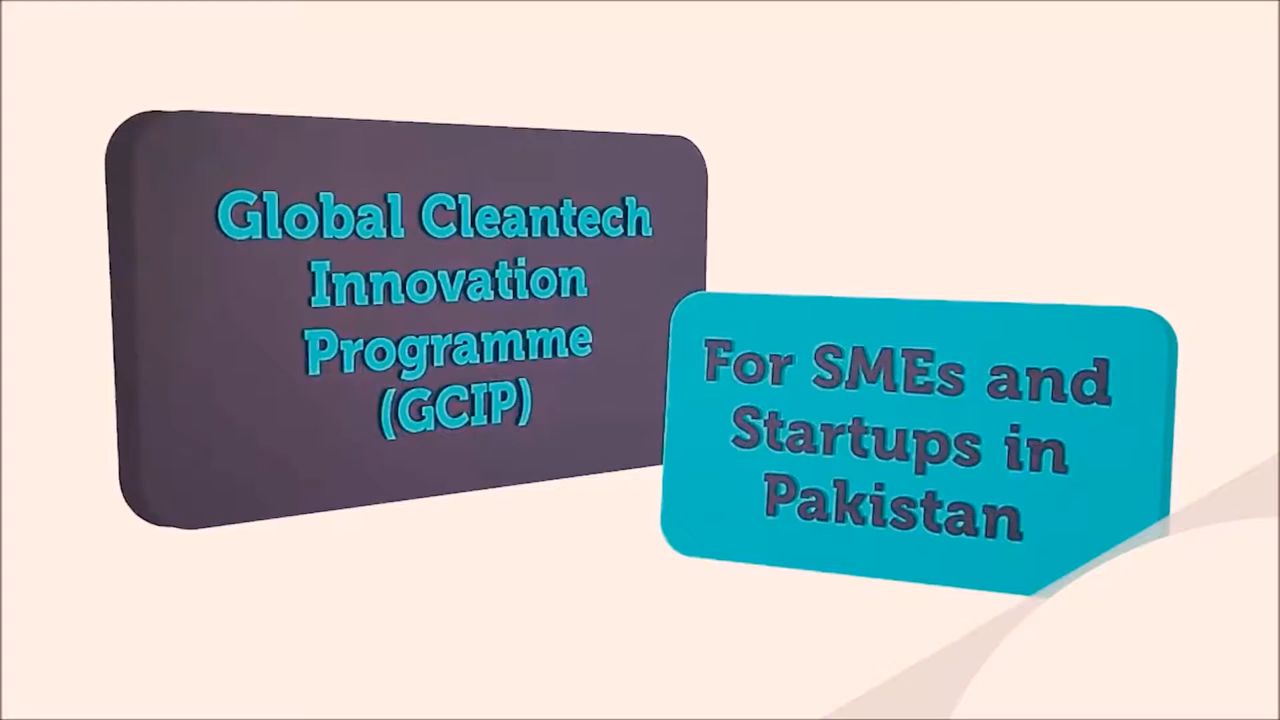 Global Cleantech
Innovation
Programme
(GCIP)
For SMEs and
Startups in
Pakistan